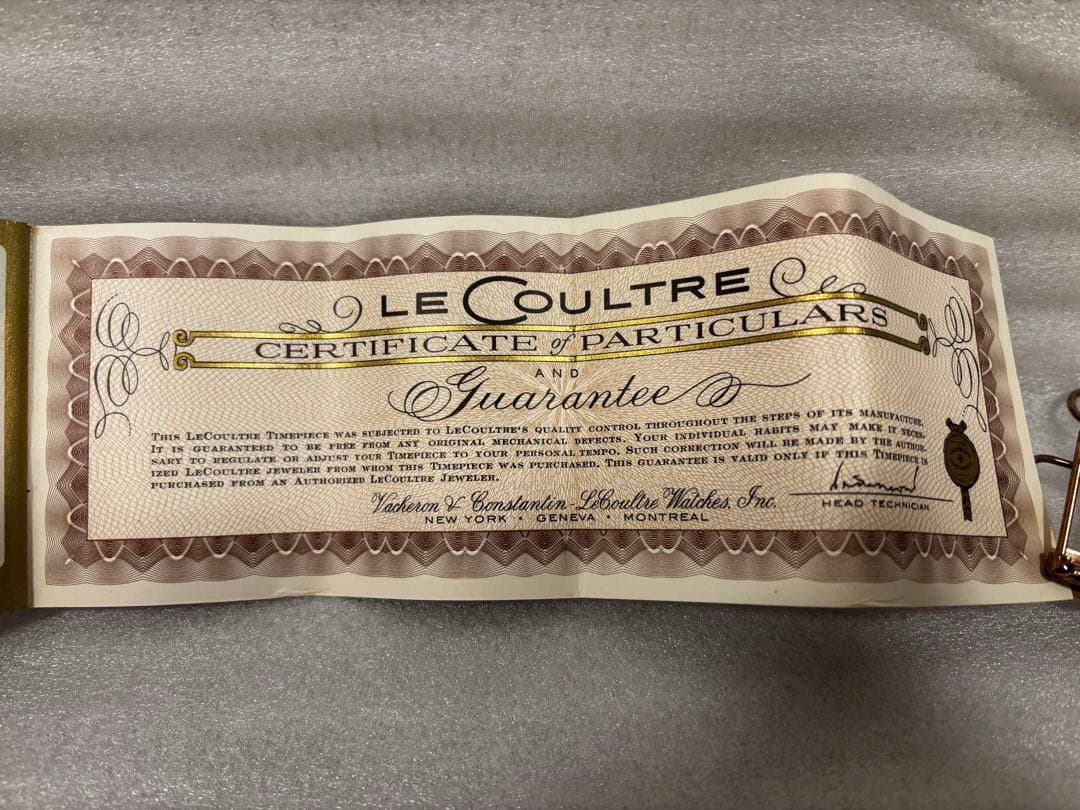 LECOULTRE
CERTIFICATE of PARTICULARS
AND
Guarantee
THIS LECOULTRE TIMEPIECE WAS SUBJECTED TO LECOULTRE'S QUALITY CONTROL THROUGHOUT THE STEPS OF ITS MANUFACTURE.
IT IS GUARANTEED TO BE FREE FROM ANY ORIGINAL MECHANICAL DEFECTS. YOUR INDIVIDUAL HABITS MAY MAKE IT NECES-
SARY TO REGULATE OR ADJUST YOUR TIMEPIECE TO YOUR PERSONAL TEMPO. SUCH CORRECTION WILL BE MADE BY THE AUTHOR-
IZED LECOULTRE JEWELER FROM WHOM THIS TIMEPIECE WAS PURCHASED. THIS GUARANTEE IS VALID ONLY IF THIS TIMEPIECE IS
PURCHASED FROM AN AUTHORIZED LECOULTRE JEWELER.
Vacheron & Constantin-LeCoultre Watches, Inc.
NEW YORK • GENEVA • MONTREAL
HEAD TECHNICIAN